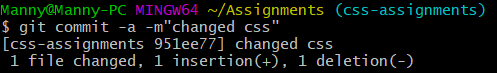 Manny@Manny-PC MINGW64 ~/Assignments (css-assignments)
$ git commit -a -m"changed css"
[css-assignments 951ee77] changed css
 1 file changed, 1 insertion(+), 1 deletion(-)